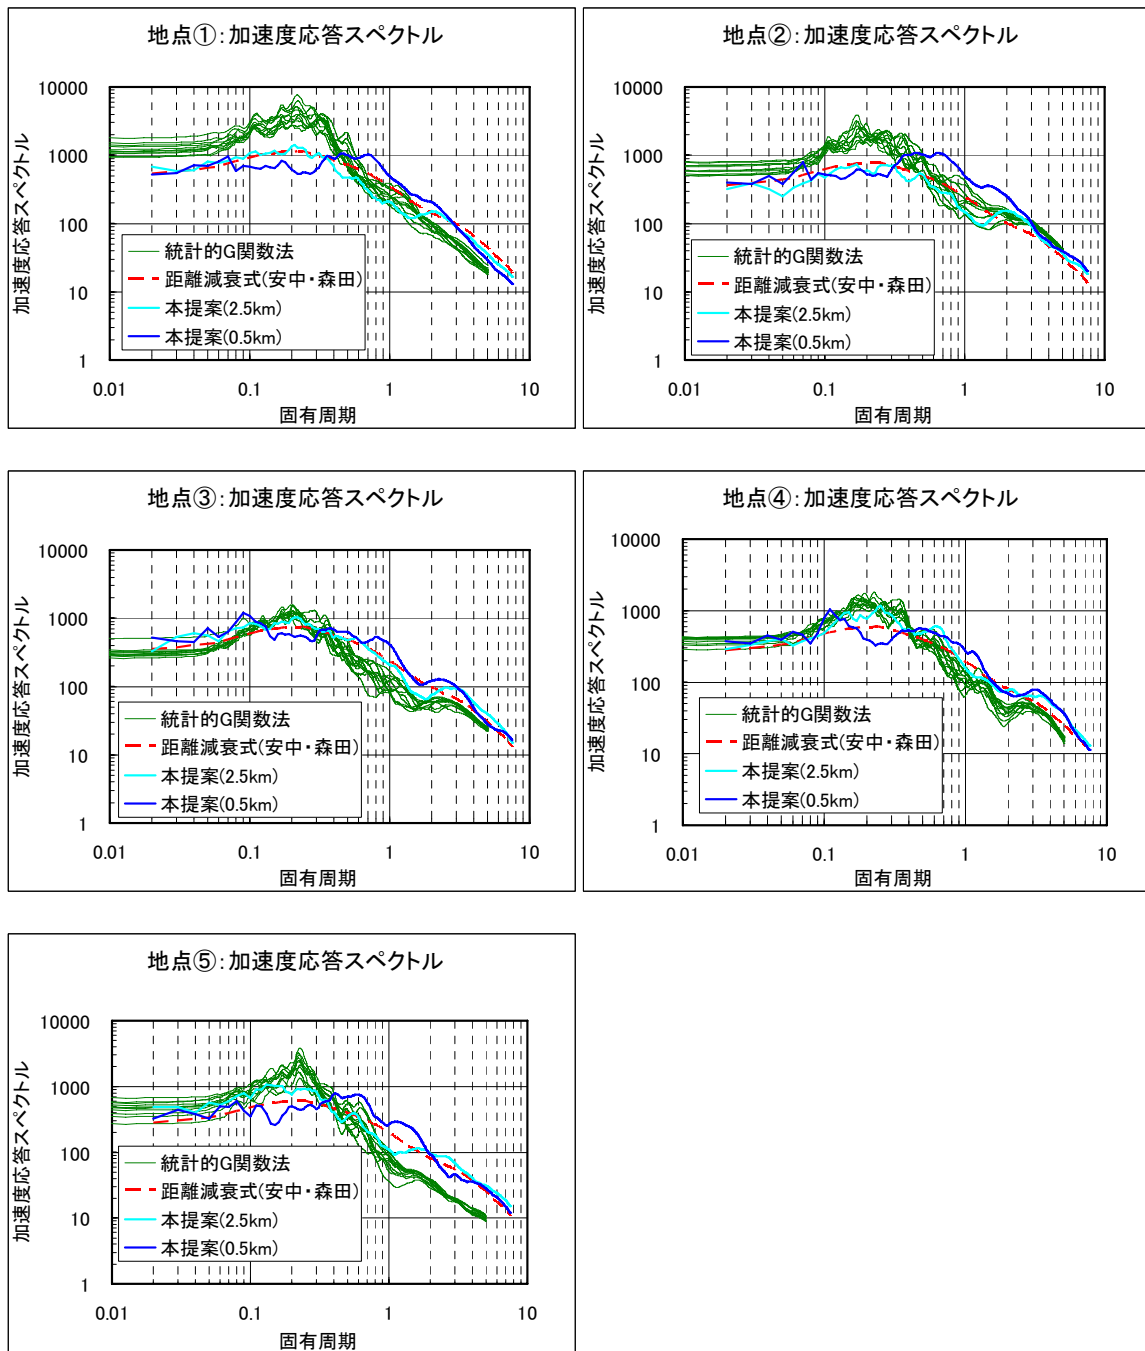 地点①:加速度応答スペクトル
加速度応答スペクトル
10000
1000
100
10
1
統計的G関数法
距離減衰式(安中・森田)
本提案(2.5km)
本提案(0.5km)
0.01
0.1
1
10
固有周期
地点②:加速度応答スペクトル
加速度応答スペクトル
10000
1000
100
10
1
統計的G関数法
距離減衰式(安中・森田)
本提案(2.5km)
本提案(0.5km)
0.01
0.1
1
10
固有周期
地点③:加速度応答スペクトル
加速度応答スペクトル
10000
1000
100
10
1
統計的G関数法
距離減衰式(安中・森田)
本提案(2.5km)
本提案(0.5km)
0.01
0.1
1
10
固有周期
地点④:加速度応答スペクトル
加速度応答スペクトル
10000
1000
100
10
1
統計的G関数法
距離減衰式(安中・森田)
本提案(2.5km)
本提案(0.5km)
0.01
0.1
1
10
固有周期
地点⑤:加速度応答スペクトル
加速度応答スペクトル
10000
1000
100
10
1
統計的G関数法
距離減衰式(安中・森田)
本提案(2.5km)
本提案(0.5km)
0.01
0.1
1
10
固有周期